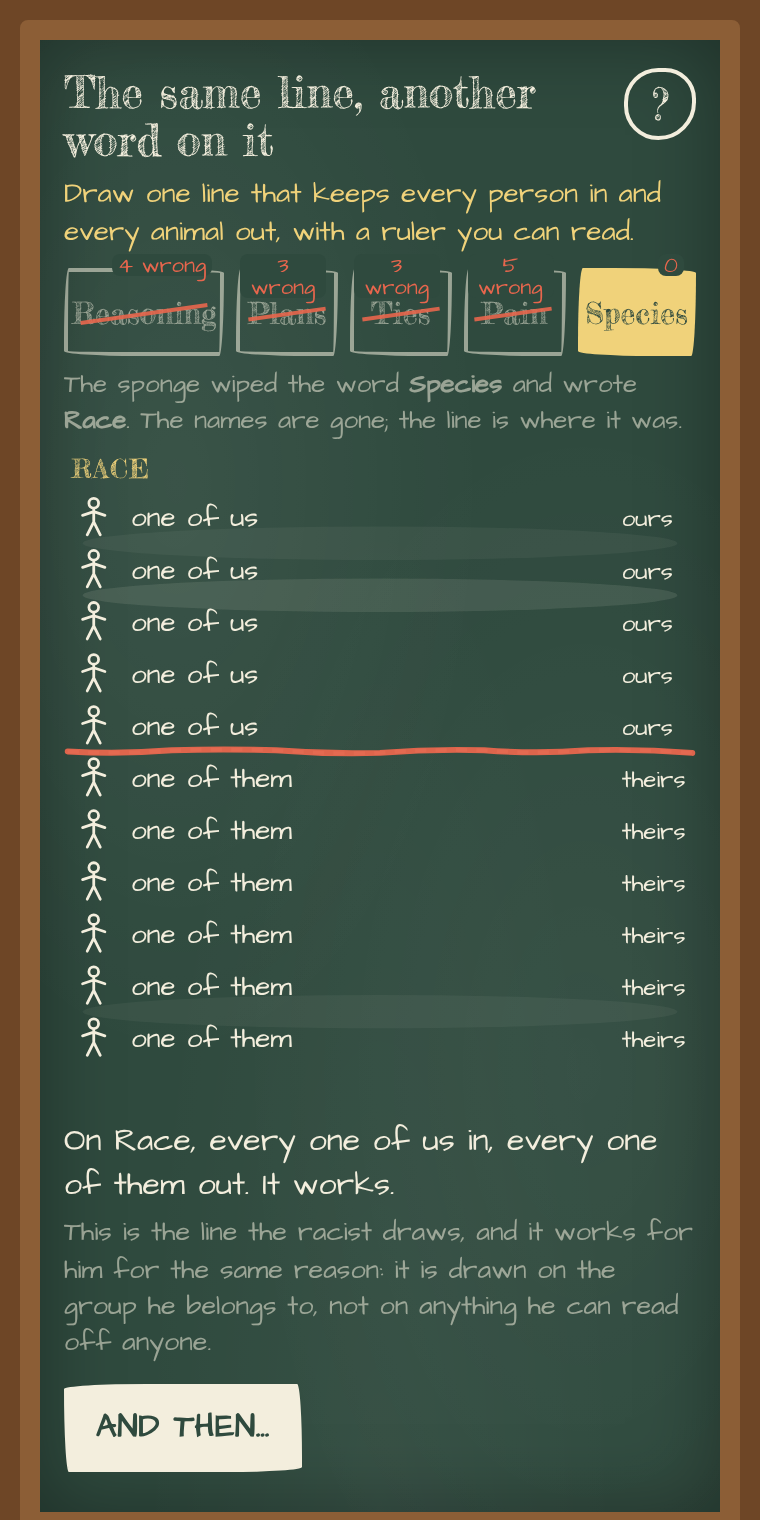 The same line, another
word on it
?
Draw one line that keeps every person in and
every animal out, with a ruler you can read.
4 wrong
3 wrong
3 wrong
5 wrong
0
Reasoning
Plans
Ties
Pain
Species
The sponge wiped the word Species and wrote
Race. The names are gone; the line is where it was.
RACE
one of us ours
one of us ours
one of us ours
one of us ours
one of us ours
one of them theirs
one of them theirs
one of them theirs
one of them theirs
one of them theirs
one of them theirs
On Race, every one of us in, every one
of them out. It works.
This is the line the racist draws, and it works for
him for the same reason: it is drawn on the
group he belongs to, not on anything he can read
off anyone.
AND THEN...